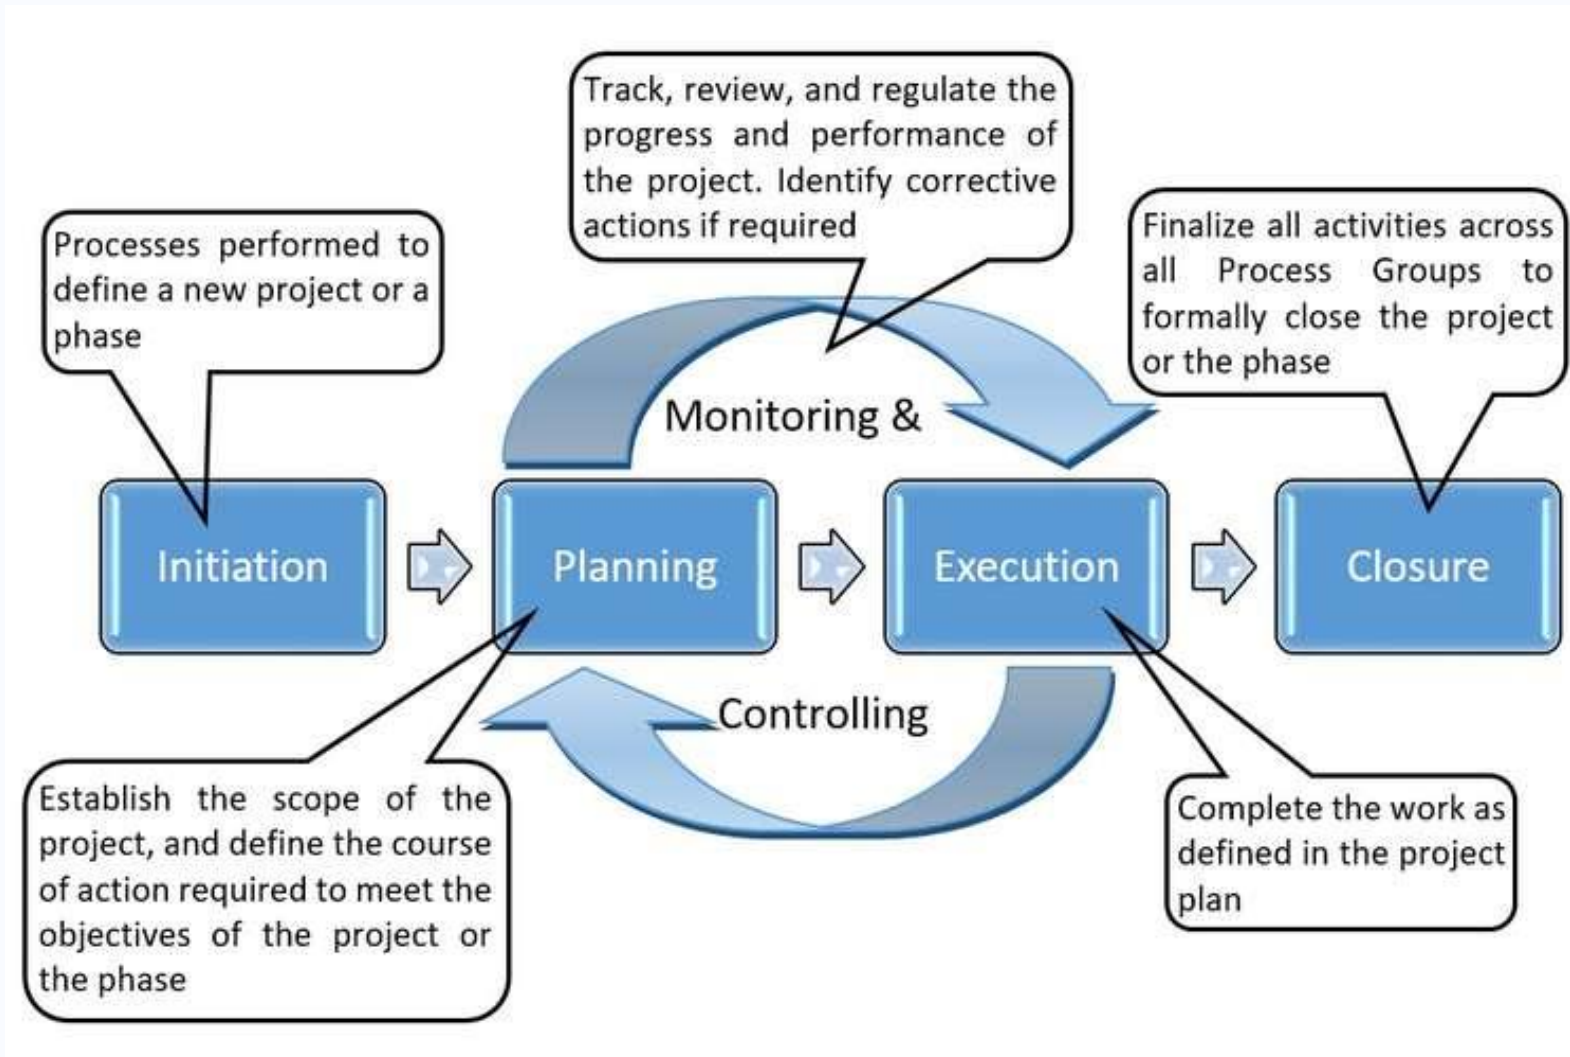 Track, review, and regulate the
progress and performance of
the project. Identify corrective
actions if required
Processes performed to
define a new project or a
phase
Finalize all activities across
all Process Groups to
formally close the project
or the phase
Monitoring &
Initiation
Planning
Execution
Closure
Controlling
Establish the scope of the
project, and define the course
of action required to meet the
objectives of the project or
the phase
Complete the work as
defined in the project
plan